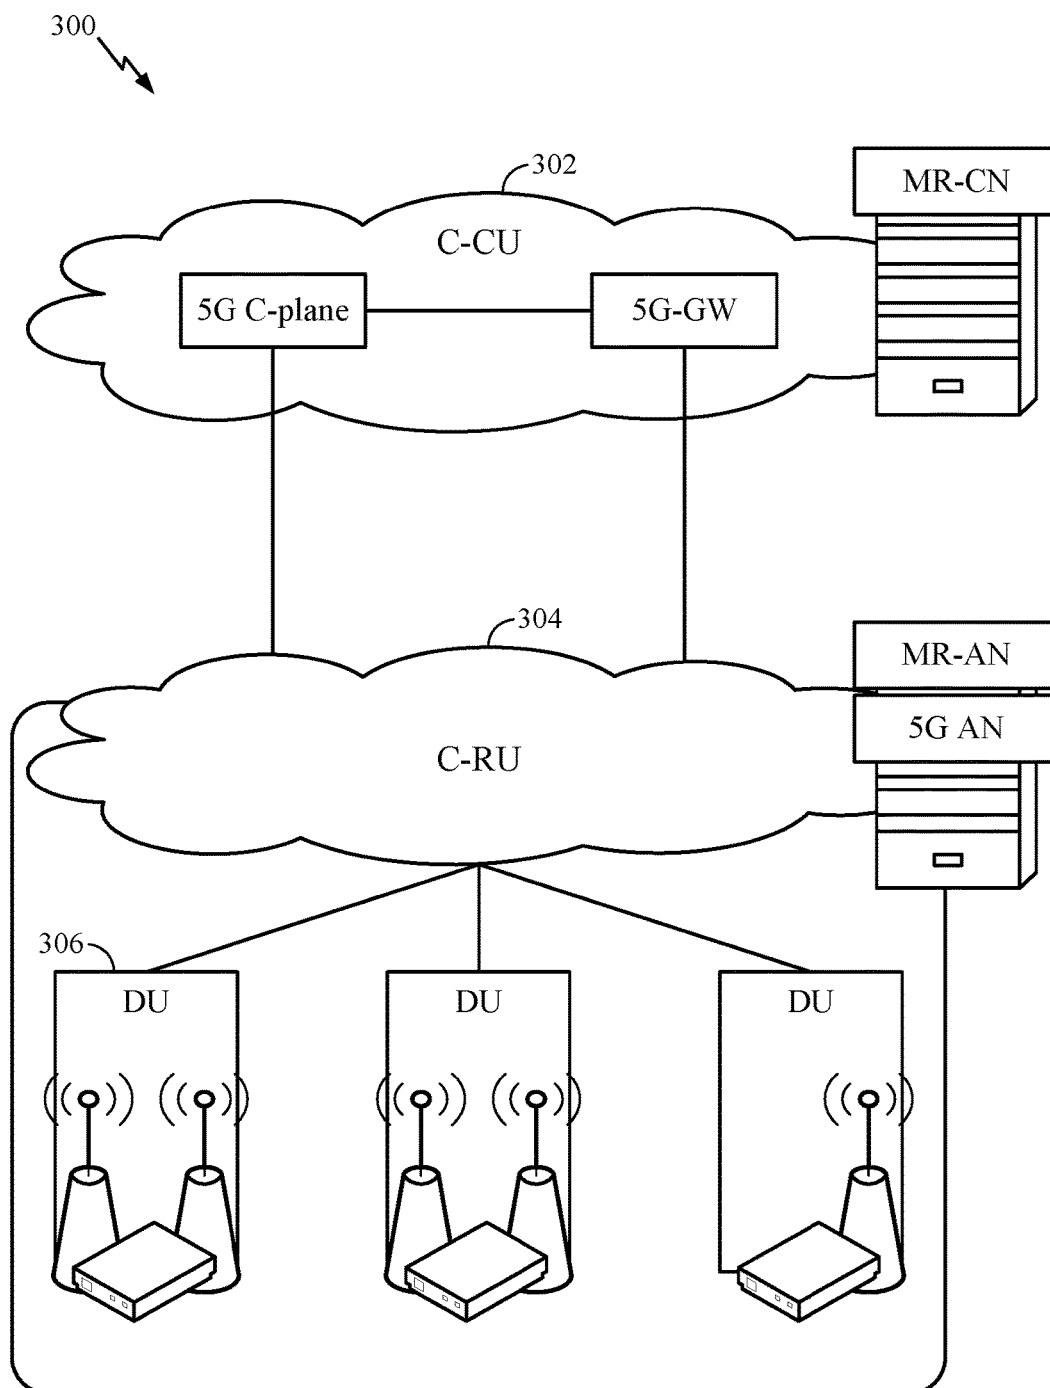 300
302
MR-CN
C-CU
5G C-plane
5G-GW
304
MR-AN
5G AN
C-RU
306
DU
DU
DU